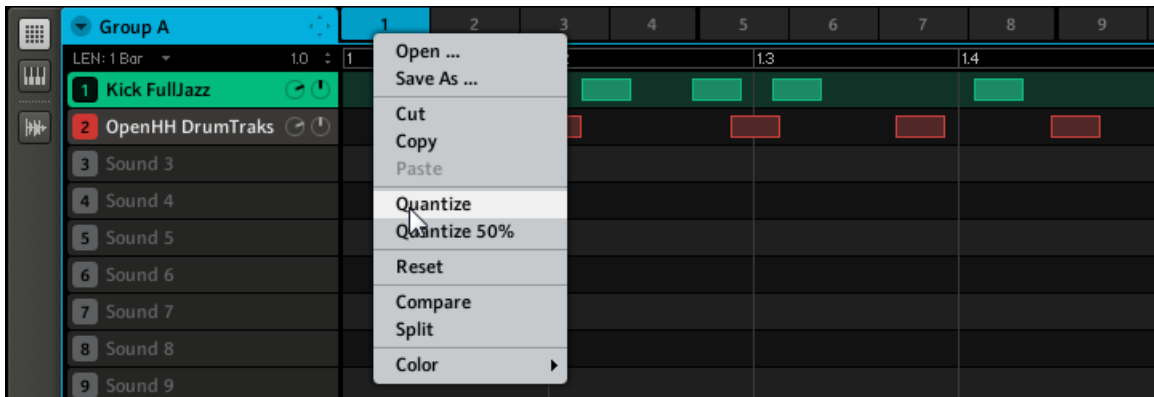 Group A
1 2 3 4 5 6 7 8 9
LEN: 1 Bar 1.0 1 1.3 1.4
Open ...
Save As ...
Cut
Copy
Paste
Quantize
Quantize 50%
Reset
Compare
Split
Color
1 Kick FullJazz
2 OpenHH DrumTraks
3 Sound 3
4 Sound 4
5 Sound 5
6 Sound 6
7 Sound 7
8 Sound 8
9 Sound 9